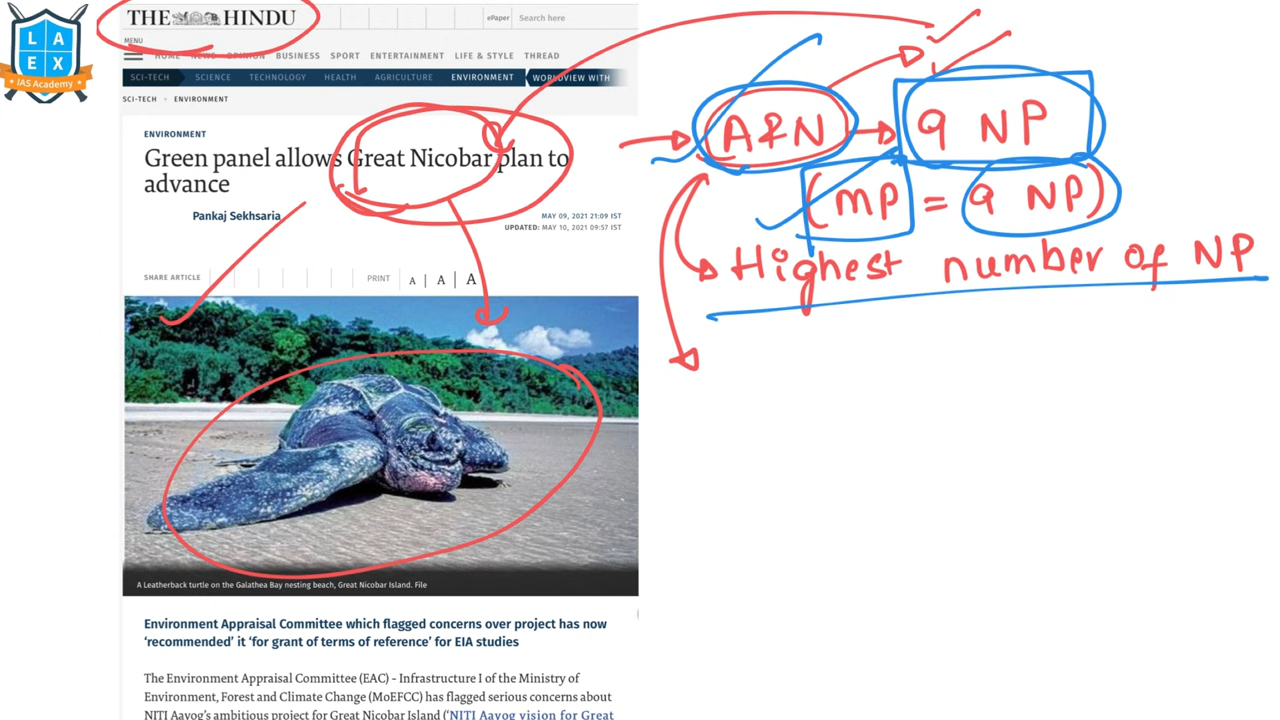 L A
E X
IAS Academy
THE HINDU
ePaper Search here
MENU
HOME NEWS OPINION BUSINESS SPORT ENTERTAINMENT LIFE & STYLE THREAD
SCI-TECH SCIENCE TECHNOLOGY HEALTH AGRICULTURE ENVIRONMENT WORLDVIEW WITH
SCI-TECH ENVIRONMENT
ENVIRONMENT
Green panel allows Great Nicobar plan to
advance
Pankaj Sekhsaria
MAY 09, 2021 21:09 IST
UPDATED: MAY 10, 2021 09:57 IST
SHARE ARTICLE PRINT A A A
A Leatherback turtle on the Galathea Bay nesting beach, Great Nicobar Island. File
Environment Appraisal Committee which flagged concerns over project has now
‘recommended’ it ‘for grant of terms of reference’ for EIA studies
The Environment Appraisal Committee (EAC) – Infrastructure I of the Ministry of
Environment, Forest and Climate Change (MoEFCC) has flagged serious concerns about
NITI Aayog’s ambitious project for Great Nicobar Island (‘NITI Aayog vision for Great
A&N 9 NP
(MP = 9 NP)
Highest number of NP